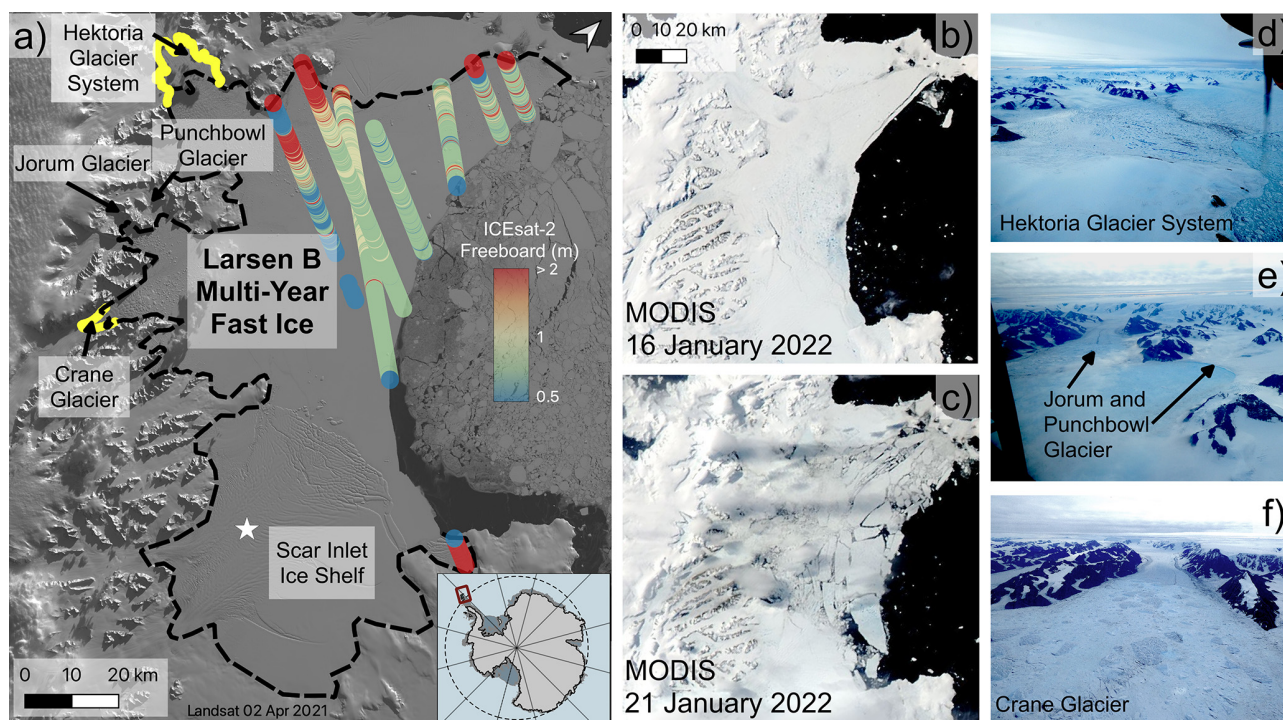 a)
Hektoria
Glacier
System
Punchbowl
Glacier
Jorum Glacier
Larsen B
Multi-Year
Fast Ice
Crane
Glacier
ICEsat-2
Freeboard (m)
> 2
1
0.5
Scar Inlet
Ice Shelf
0 10 20 km
Landsat 02 Apr 2021
b)
0 10 20 km
MODIS
16 January 2022
c)
MODIS
21 January 2022
d)
Hektoria Glacier System
e)
Jorum and
Punchbowl
Glacier
f)
Crane Glacier